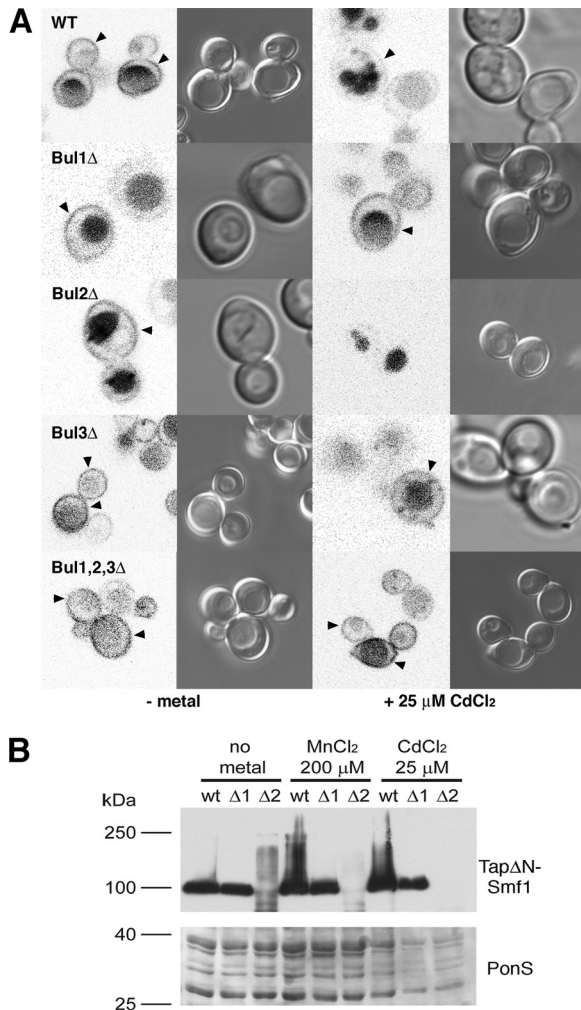 A
WT
Bul1Δ
Bul2Δ
Bul3Δ
Bul1,2,3Δ
- metal
+ 25 μM CdCl₂
B
no metal
MnCl₂ 200 μM
CdCl₂ 25 μM
kDa
wt Δ1 Δ2 wt Δ1 Δ2 wt Δ1 Δ2
250
100
TapΔN-
Smf1
40
25
PonS